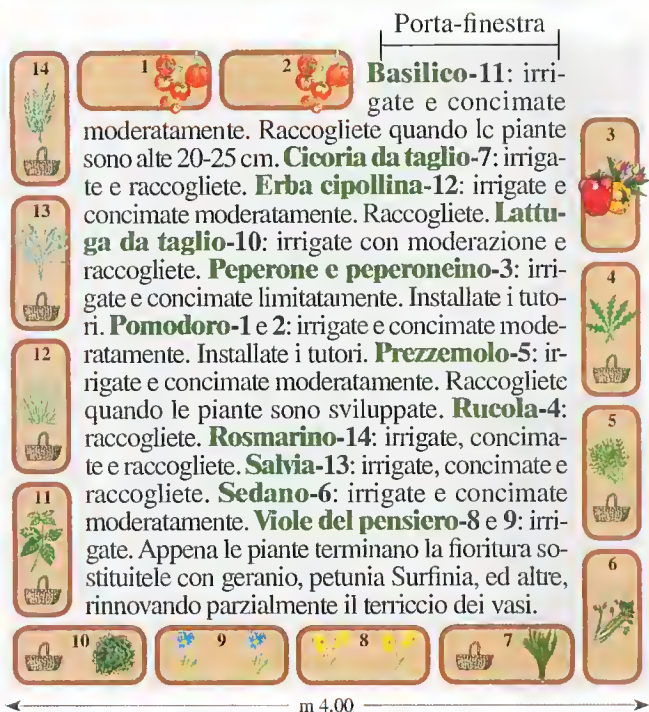 Porta-finestra
14
1
2
Basilico-11: irri-
gate e concimate
moderatamente. Raccogliete quando le piante
sono alte 20-25 cm. Cicoria da taglio-7: irriga-
te e raccogliete. Erba cipollina-12: irrigate e
concimate moderatamente. Raccogliete. Lattu-
ga da taglio-10: irrigate con moderazione e
raccogliete. Peperone e peperoncino-3: irri-
gate e concimate limitatamente. Installate i tuto-
ri. Pomodoro-1 e 2: irrigate e concimate mode-
ratamente. Installate i tutori. Prezzemolo-5: ir-
rigate e concimate moderatamente. Raccogliete
quando le piante sono sviluppate. Rucola-4:
raccogliete. Rosmarino-14: irrigate, concima-
te e raccogliete. Salvia-13: irrigate, concimate e
raccogliete. Sedano-6: irrigate e concimate
moderatamente. Viole del pensiero-8 e 9: irri-
gate. Appena le piante terminano la fioritura so-
stituitele con geranio, petunia Surfinia, ed altre,
rinnovando parzialmente il terriccio dei vasi.
13
12
11
3
4
5
6
10
9
8
7
m 4.00